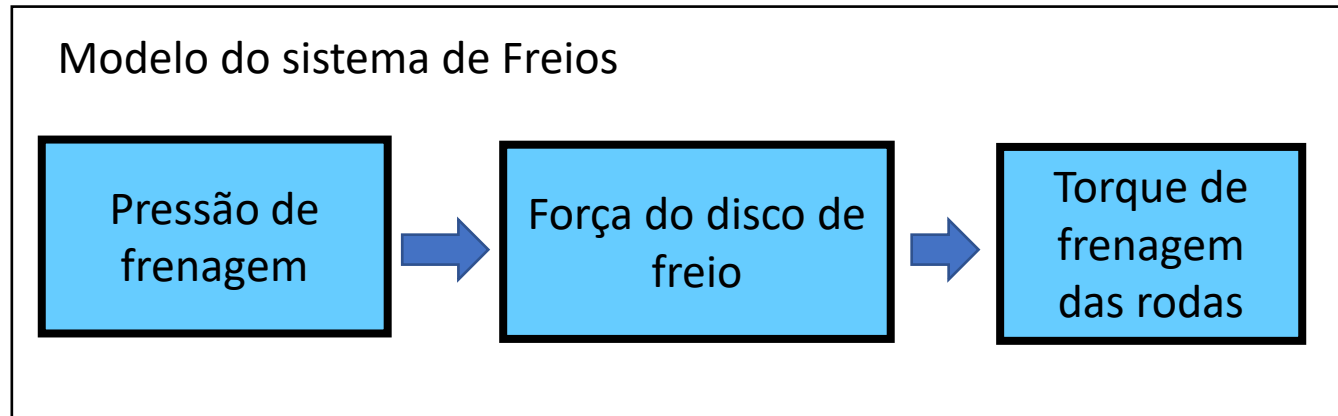 Modelo do sistema de Freios
Pressão de
frenagem
Força do disco de
freio
Torque de
frenagem
das rodas